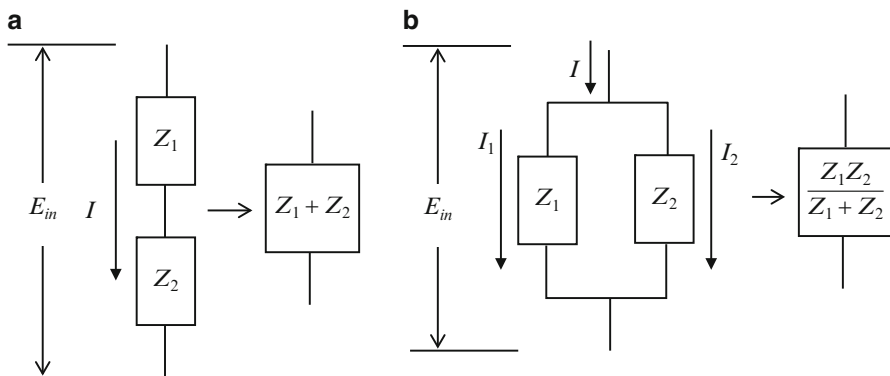 a
E_in
I
Z_1
Z_2
Z_1 + Z_2
b
E_in
I
I_1
Z_1
Z_2
I_2
Z_1Z_2
Z_1 + Z_2